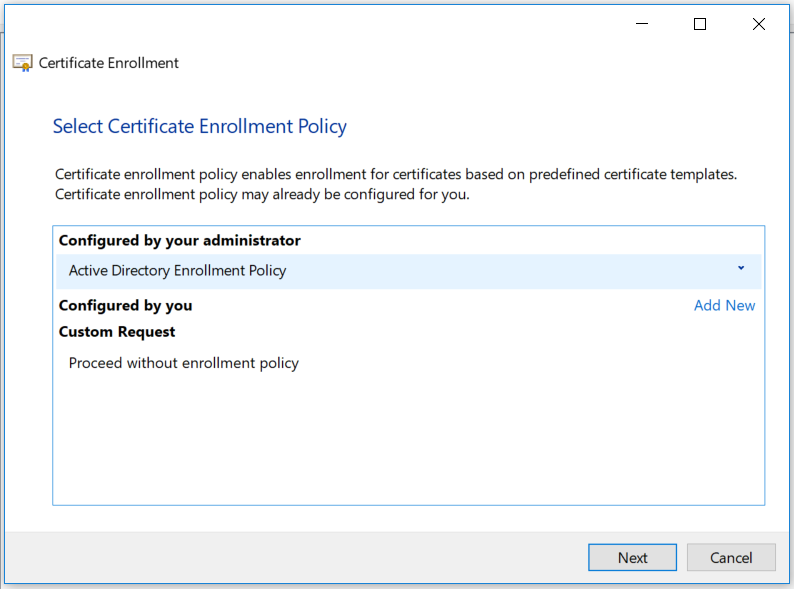 Certificate Enrollment
Select Certificate Enrollment Policy
Certificate enrollment policy enables enrollment for certificates based on predefined certificate templates.
Certificate enrollment policy may already be configured for you.
Configured by your administrator
Active Directory Enrollment Policy
Configured by you Add New
Custom Request
Proceed without enrollment policy
Next Cancel